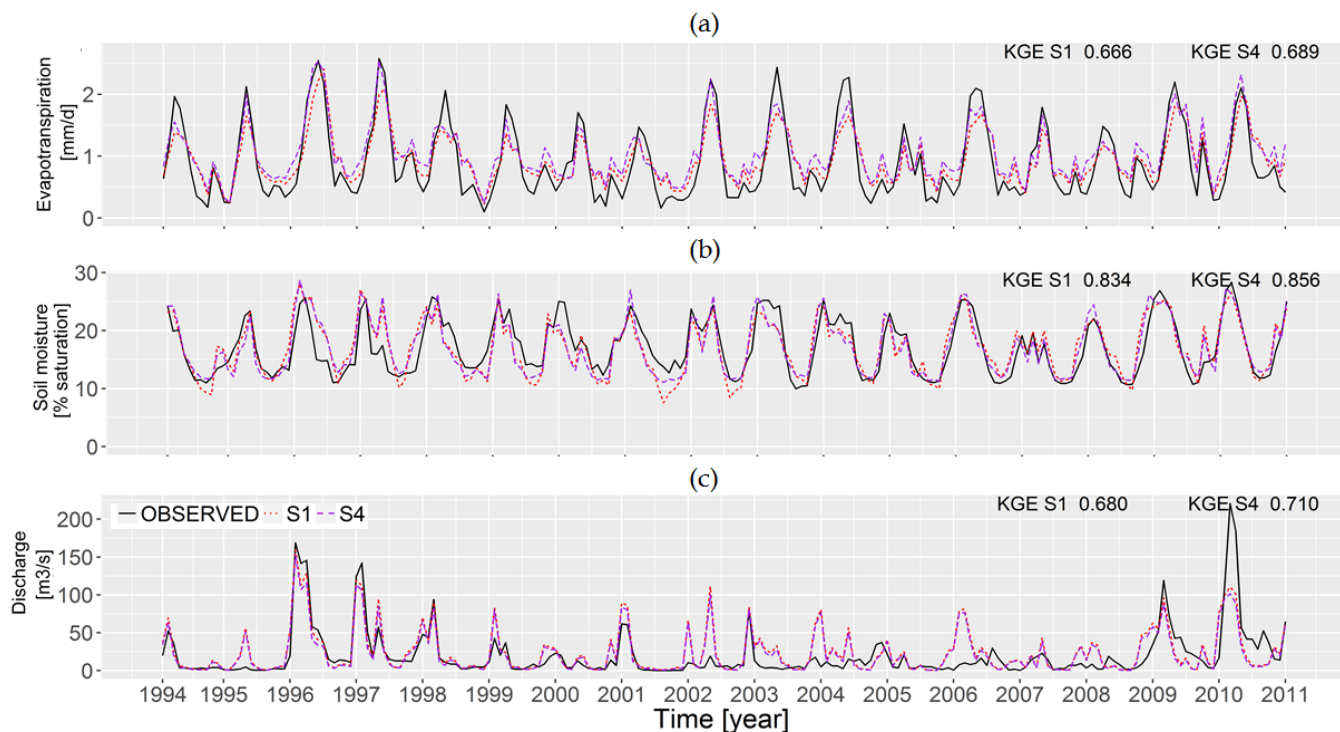 (a)
KGE S1 0.666 KGE S4 0.689
Evapotranspiration
[mm/d]
2
1
0
(b)
KGE S1 0.834 KGE S4 0.856
Soil moisture
[% saturation]
30
20
10
0
(c)
OBSERVED S1 S4
KGE S1 0.680 KGE S4 0.710
Discharge
[m3/s]
200
150
100
50
0
1994 1995 1996 1997 1998 1999 2000 2001 2002 2003 2004 2005 2006 2007 2008 2009 2010 2011
Time [year]